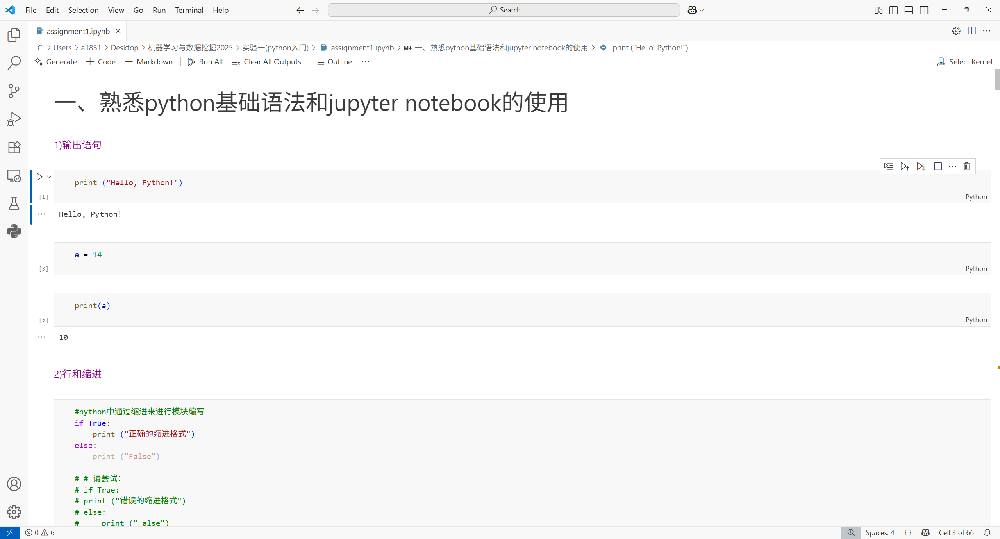 File Edit Selection View Go Run Terminal Help Search
assignment1.ipynb
C: > Users > a1831 > Desktop > 机器学习与数据挖掘2025 > 实验一(python入门) > assignment1.ipynb > M↓ 一、熟悉python基础语法和jupyter notebook的使用 > print ("Hello, Python!")
Generate + Code + Markdown Run All Clear All Outputs Outline ... Select Kernel
一、熟悉python基础语法和jupyter notebook的使用
1)输出语句
print ("Hello, Python!")
[1] Python
Hello, Python!
a = 14
[3] Python
print(a)
[5] Python
10
2)行和缩进
#python中通过缩进来进行模块编写
if True:
    print ("正确的缩进格式")
else:
    print ("False")
# # 请尝试：
# if True:
# print ("错误的缩进格式")
# else:
#     print ("False")
0 6 Spaces: 4 {} Cell 3 of 66